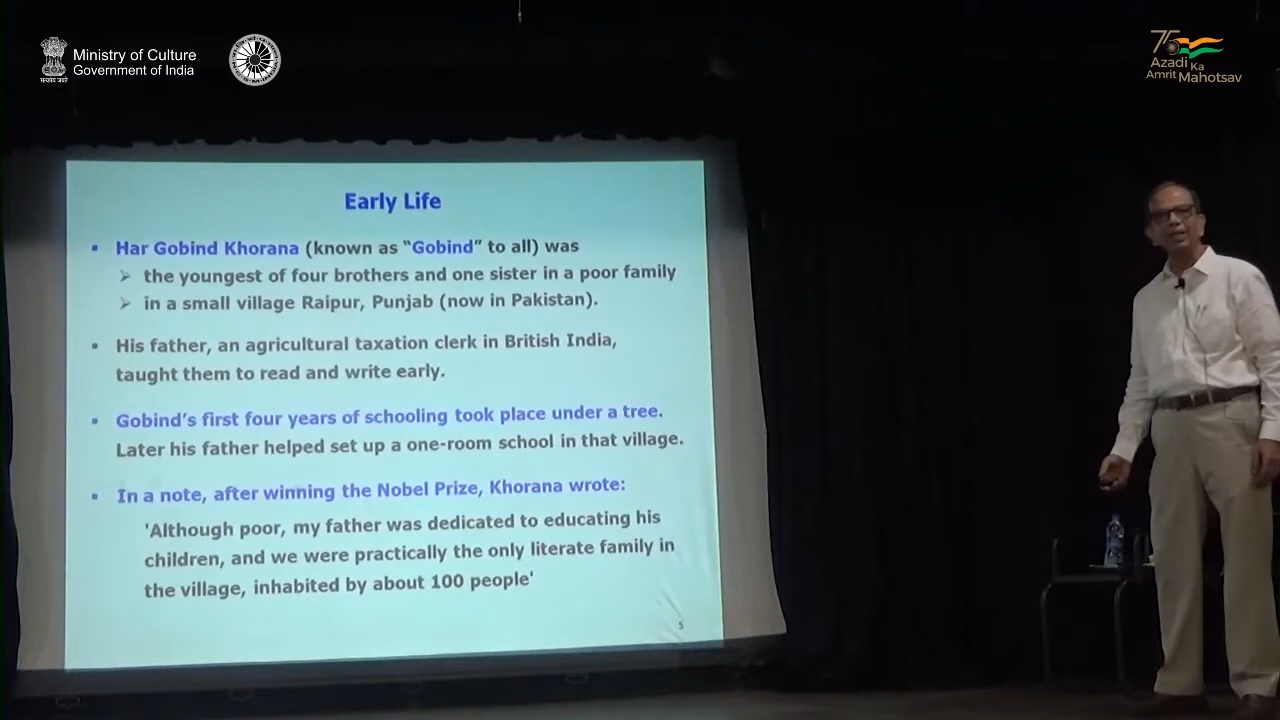 Ministry of Culture
Government of India
सत्यमेव जयते
75
Azadi
Ka
Amrit Mahotsav
Early Life
▪ Har Gobind Khorana (known as “Gobind” to all) was
➢ the youngest of four brothers and one sister in a poor family
➢ in a small village Raipur, Punjab (now in Pakistan).
▪ His father, an agricultural taxation clerk in British India,
taught them to read and write early.
▪ Gobind’s first four years of schooling took place under a tree.
Later his father helped set up a one-room school in that village.
▪ In a note, after winning the Nobel Prize, Khorana wrote:
'Although poor, my father was dedicated to educating his
children, and we were practically the only literate family in
the village, inhabited by about 100 people'
5